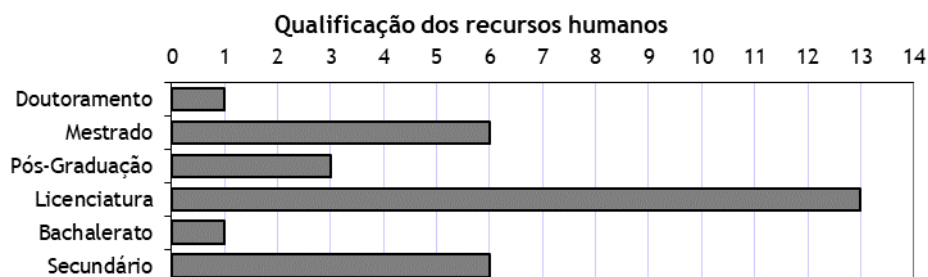 Qualificação dos recursos humanos
0 1 2 3 4 5 6 7 8 9 10 11 12 13 14
Doutoramento
Mestrado
Pós-Graduação
Licenciatura
Bachalerato
Secundário